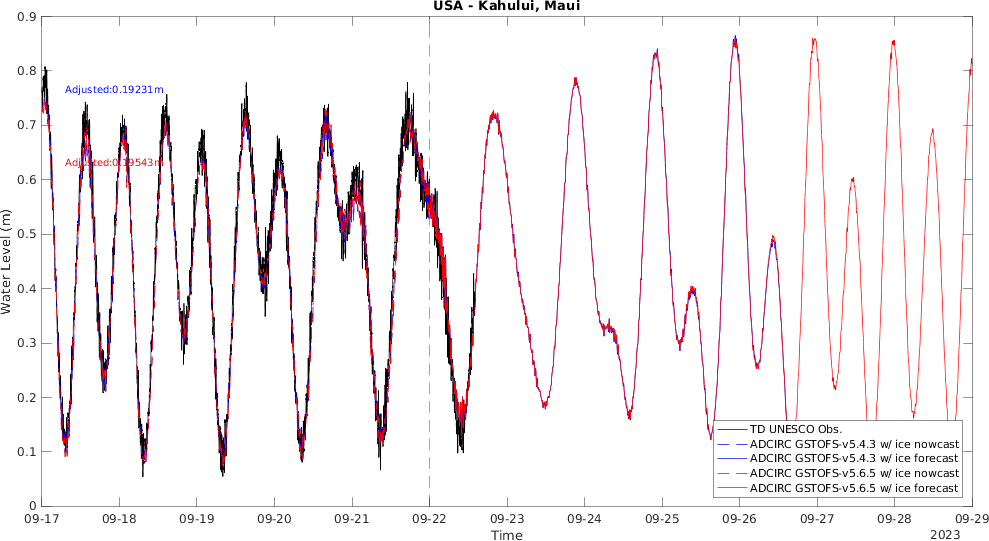 USA - Kahului, Maui
0.9
0.8
0.7
0.6
0.5
0.4
0.3
0.2
0.1
0
Water Level (m)
Adjusted:0.19231m
Adjusted:0.19543m
TD UNESCO Obs.
ADCIRC GSTOFS-v5.4.3 w/ ice nowcast
ADCIRC GSTOFS-v5.4.3 w/ ice forecast
ADCIRC GSTOFS-v5.6.5 w/ ice nowcast
ADCIRC GSTOFS-v5.6.5 w/ ice forecast
09-17 09-18 09-19 09-20 09-21 09-22 09-23 09-24 09-25 09-26 09-27 09-28 09-29
Time
2023